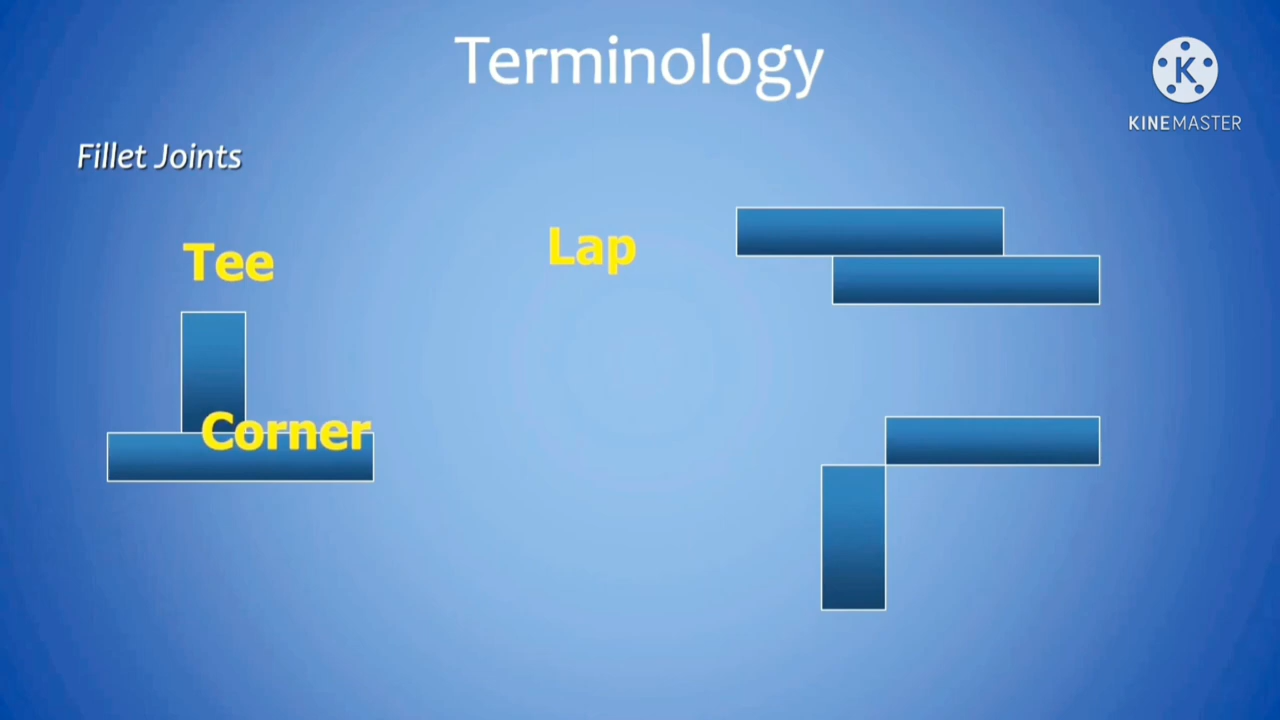 Terminology
K
KINEMASTER
Fillet Joints
Tee
Lap
Corner